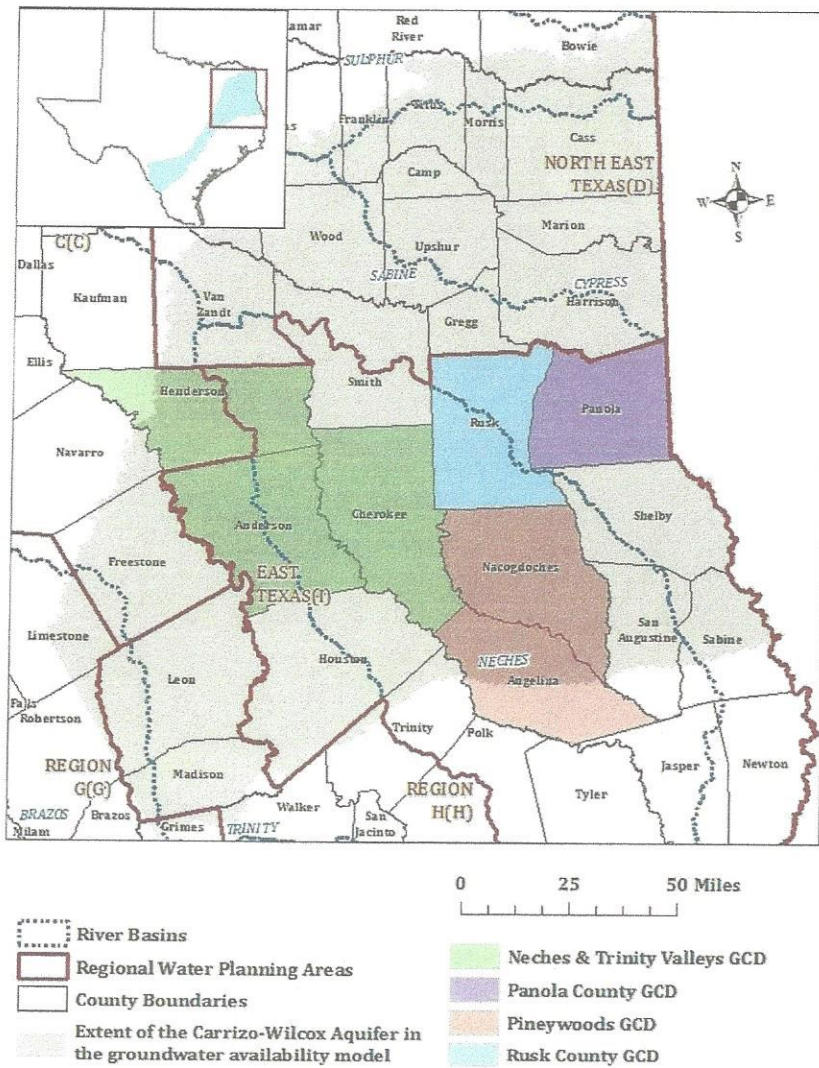 amar
Red
River
Bowie
SULPHUR
Franklin
Titus
Morris
Cass
NORTH EAST
TEXAS(D)
Camp
N
W
E
S
Marion
Wood
Upshur
C(C)
Dallas
SABINE
CYPRESS
Kaufman
Van
Zandt
Harrison
Gregg
Ellis
Smith
Henderson
Panola
Rusk
Navarro
Shelby
Anderson
Cherokee
Freestone
Nacogdoches
EAST
TEXAS(I)
San
Augustine
Sabine
Limestone
Houston
NECHES
Leon
Angelina
Falls
Robertson
Trinity
Polk
Jasper
Newton
REGION
G(G)
Madison
REGION
H(H)
Tyler
Walker
San
Jacinto
BRAZOS
Brazos
Milam
Grimes
TRINITY
0 25 50 Miles
River Basins
Regional Water Planning Areas
County Boundaries
Extent of the Carrizo-Wilcox Aquifer in
the groundwater availability model
Neches & Trinity Valleys GCD
Panola County GCD
Pineywoods GCD
Rusk County GCD